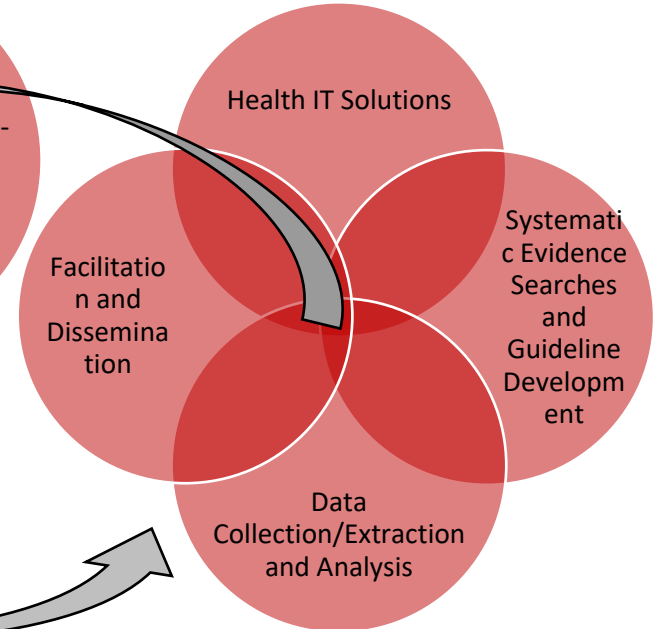 Health IT Solutions
-
Systemati
c Evidence
Searches
and
Guideline
Developm
ent
Facilitatio
n and
Dissemina
tion
Data
Collection/Extraction
and Analysis